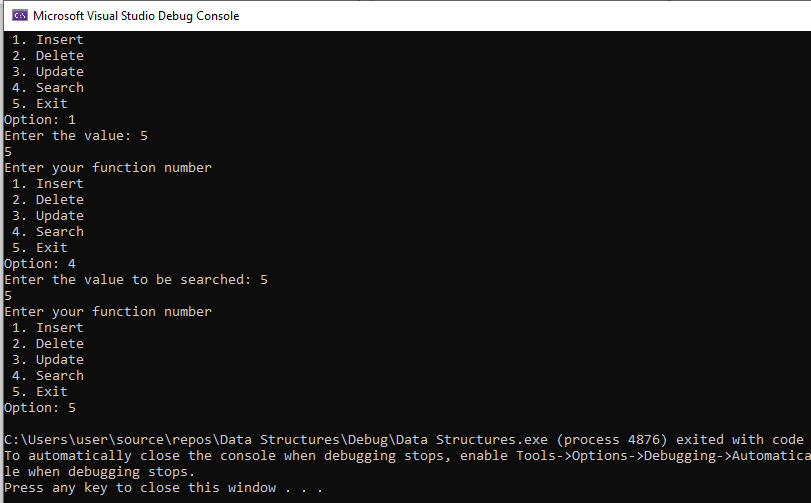 C:\ Microsoft Visual Studio Debug Console
1. Insert
2. Delete
3. Update
4. Search
5. Exit
Option: 1
Enter the value: 5
5
Enter your function number
1. Insert
2. Delete
3. Update
4. Search
5. Exit
Option: 4
Enter the value to be searched: 5
5
Enter your function number
1. Insert
2. Delete
3. Update
4. Search
5. Exit
Option: 5
C:\Users\user\source\repos\Data Structures\Debug\Data Structures.exe (process 4876) exited with code
To automatically close the console when debugging stops, enable Tools->Options->Debugging->Automatica
le when debugging stops.
Press any key to close this window . . .